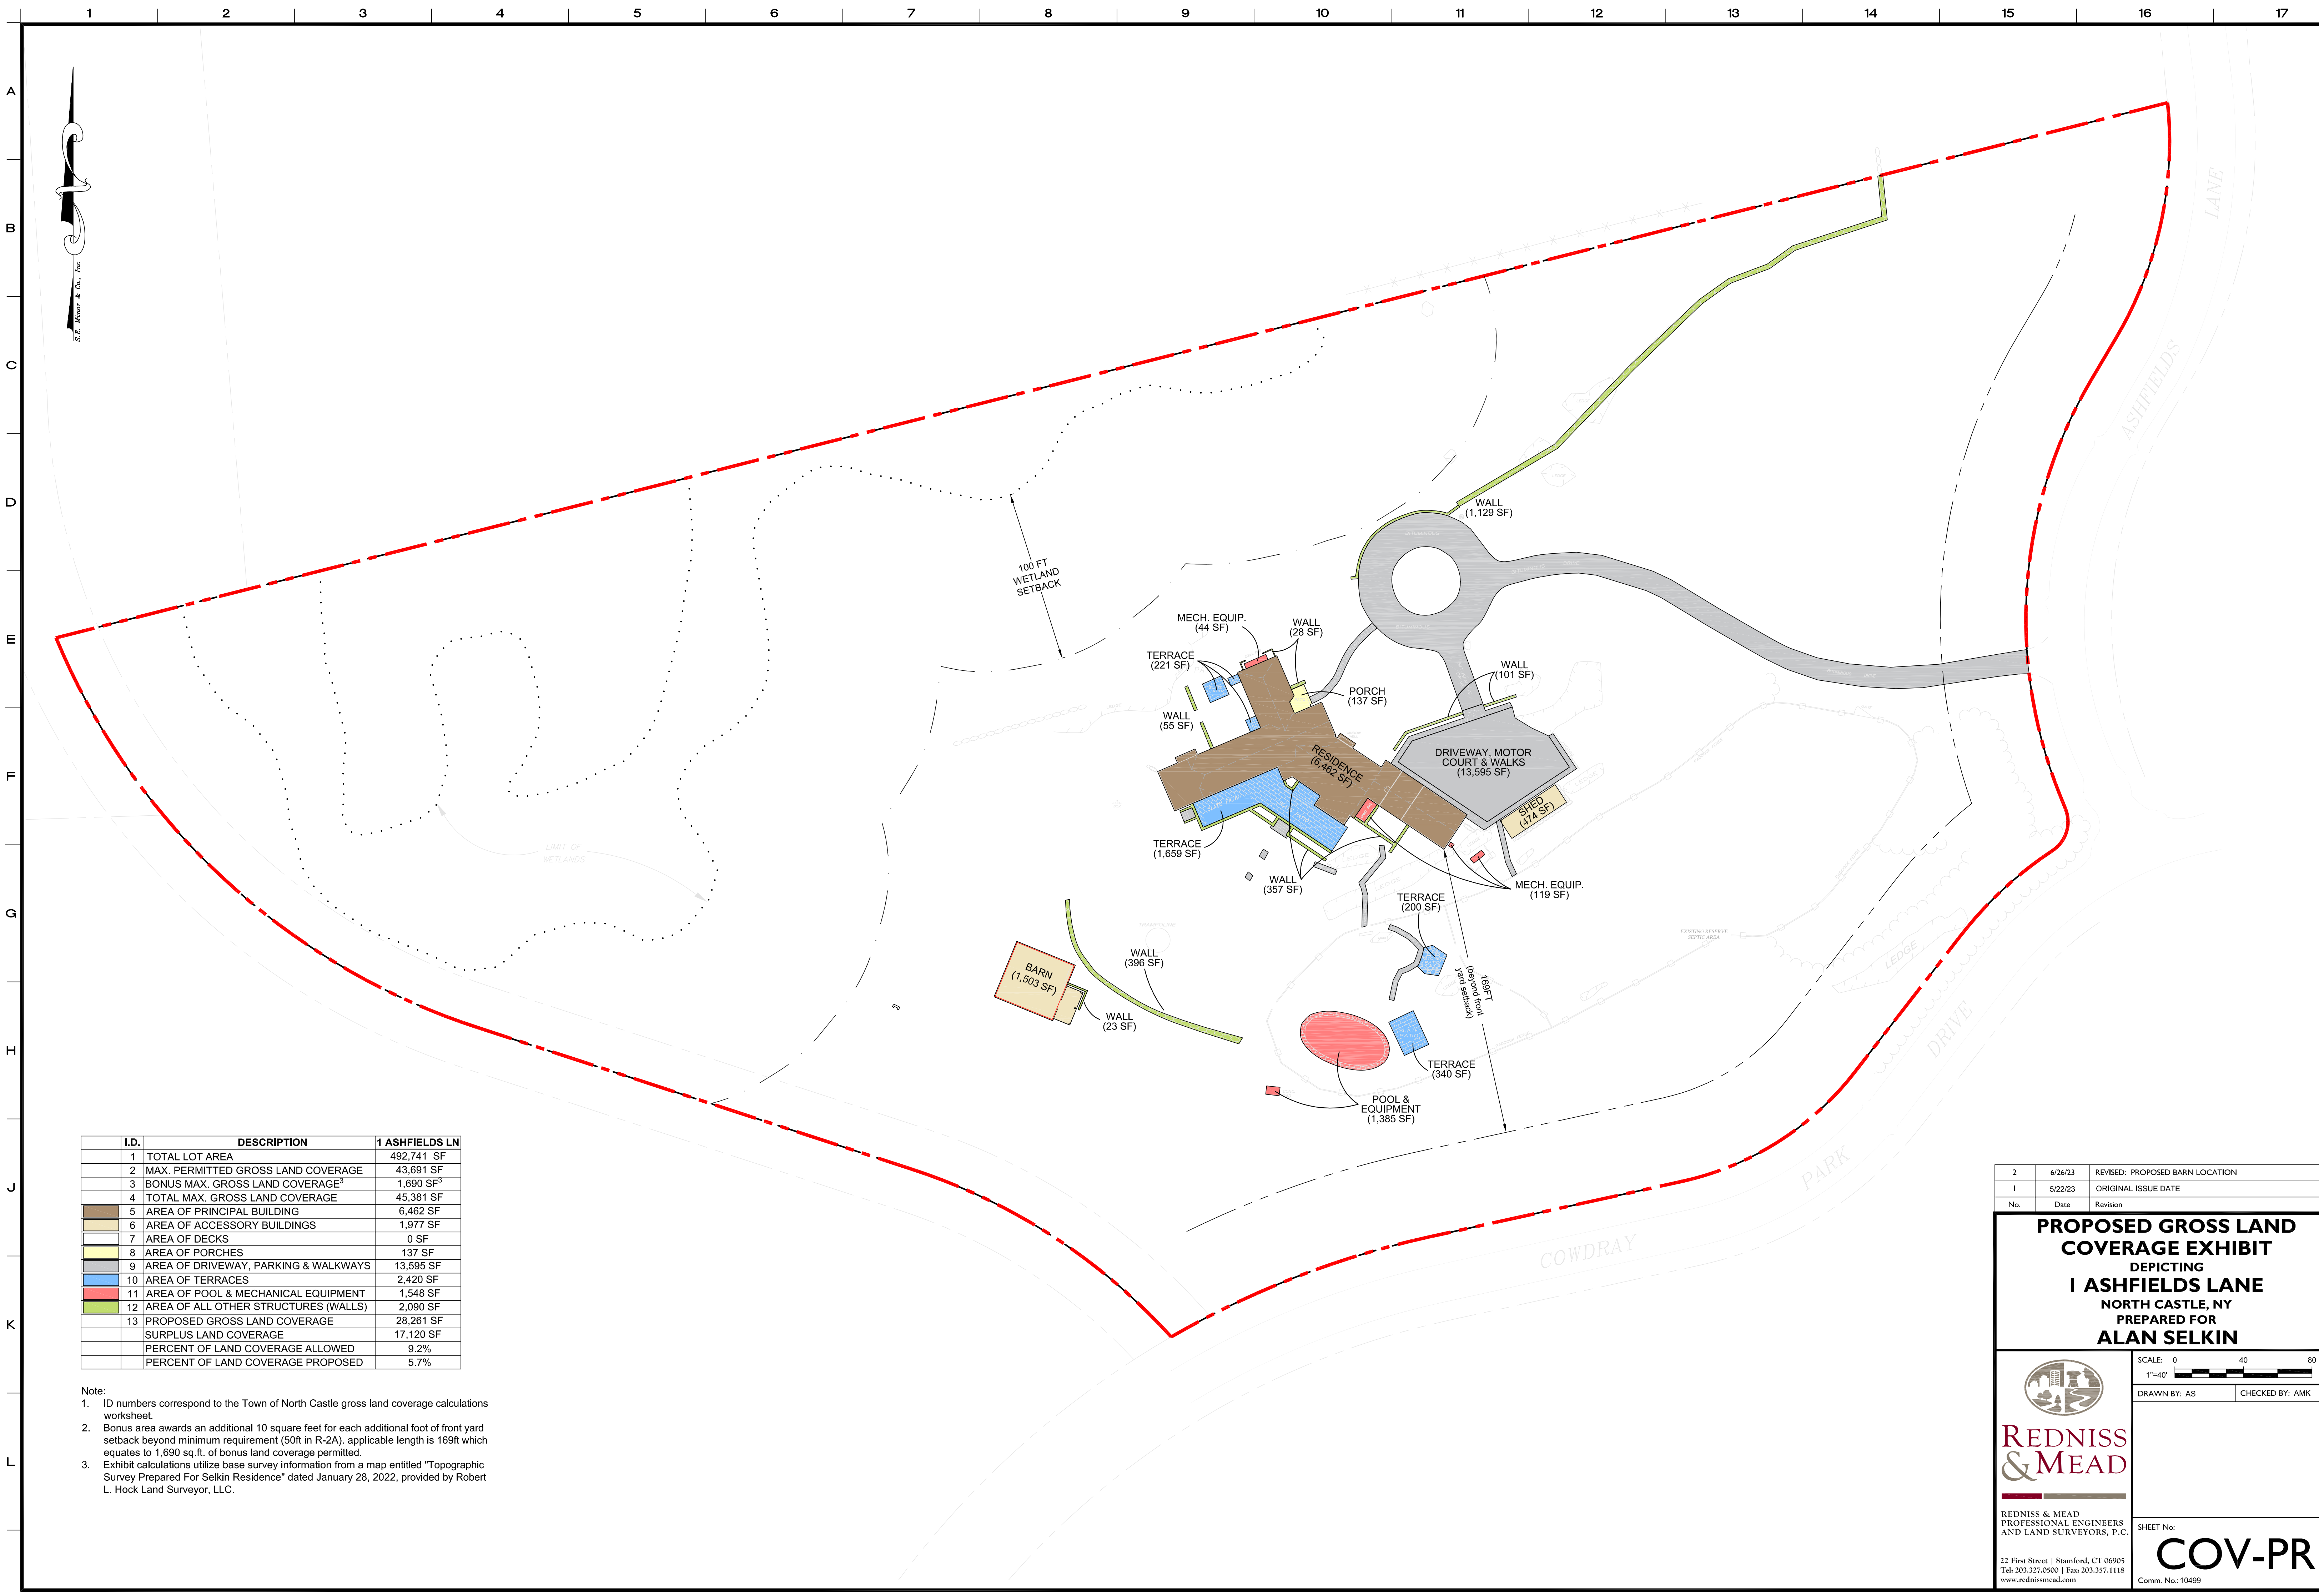 1 2 3 4 5 6 7 8 9 10 11 12 13 14 15 16 17
A
B
C
D
E
F
G
H
J
K
L
S.E. Minor & Co., Inc
LANE
ASHFIELDS
WALL
(1,129 SF)
100 FT
WETLAND
SETBACK
MECH. EQUIP.
(44 SF)
WALL
(28 SF)
TERRACE
(221 SF)
WALL
(101 SF)
PORCH
(137 SF)
WALL
(55 SF)
RESIDENCE
(6,462 SF)
DRIVEWAY, MOTOR
COURT & WALKS
(13,595 SF)
SHED
(474 SF)
TERRACE
(1,659 SF)
LIMIT OF
WETLANDS
WALL
(357 SF)
MECH. EQUIP.
(119 SF)
TERRACE
(200 SF)
EXISTING RESERVE
SEPTIC AREA
LEDGE
WALL
(396 SF)
BARN
(1,503 SF)
169FT
(beyond front
yard setback)
WALL
(23 SF)
DRIVE
TERRACE
(340 SF)
POOL &
EQUIPMENT
(1,385 SF)
PARK
COWDRAY
I.D. DESCRIPTION 1 ASHFIELDS LN
1 TOTAL LOT AREA 492,741 SF
2 MAX. PERMITTED GROSS LAND COVERAGE 43,691 SF
3 BONUS MAX. GROSS LAND COVERAGE3 1,690 SF3
4 TOTAL MAX. GROSS LAND COVERAGE 45,381 SF
5 AREA OF PRINCIPAL BUILDING 6,462 SF
6 AREA OF ACCESSORY BUILDINGS 1,977 SF
7 AREA OF DECKS 0 SF
8 AREA OF PORCHES 137 SF
9 AREA OF DRIVEWAY, PARKING & WALKWAYS 13,595 SF
10 AREA OF TERRACES 2,420 SF
11 AREA OF POOL & MECHANICAL EQUIPMENT 1,548 SF
12 AREA OF ALL OTHER STRUCTURES (WALLS) 2,090 SF
13 PROPOSED GROSS LAND COVERAGE 28,261 SF
SURPLUS LAND COVERAGE 17,120 SF
PERCENT OF LAND COVERAGE ALLOWED 9.2%
PERCENT OF LAND COVERAGE PROPOSED 5.7%
Note:
1. ID numbers correspond to the Town of North Castle gross land coverage calculations
worksheet.
2. Bonus area awards an additional 10 square feet for each additional foot of front yard
setback beyond minimum requirement (50ft in R-2A). applicable length is 169ft which
equates to 1,690 sq.ft. of bonus land coverage permitted.
3. Exhibit calculations utilize base survey information from a map entitled "Topographic
Survey Prepared For Selkin Residence" dated January 28, 2022, provided by Robert
L. Hock Land Surveyor, LLC.
2 6/26/23 REVISED: PROPOSED BARN LOCATION
1 5/22/23 ORIGINAL ISSUE DATE
No. Date Revision
PROPOSED GROSS LAND
COVERAGE EXHIBIT
DEPICTING
1 ASHFIELDS LANE
NORTH CASTLE, NY
PREPARED FOR
ALAN SELKIN
SCALE: 0 40 80
1"=40'
DRAWN BY: AS CHECKED BY: AMK
REDNISS
& MEAD
REDNISS & MEAD
PROFESSIONAL ENGINEERS
AND LAND SURVEYORS, P.C.
22 First Street | Stamford, CT 06905
Tel: 203.327.0500 | Fax: 203.357.1118
www.rednissmead.com
SHEET No:
COV-PR
Comm. No.: 10499